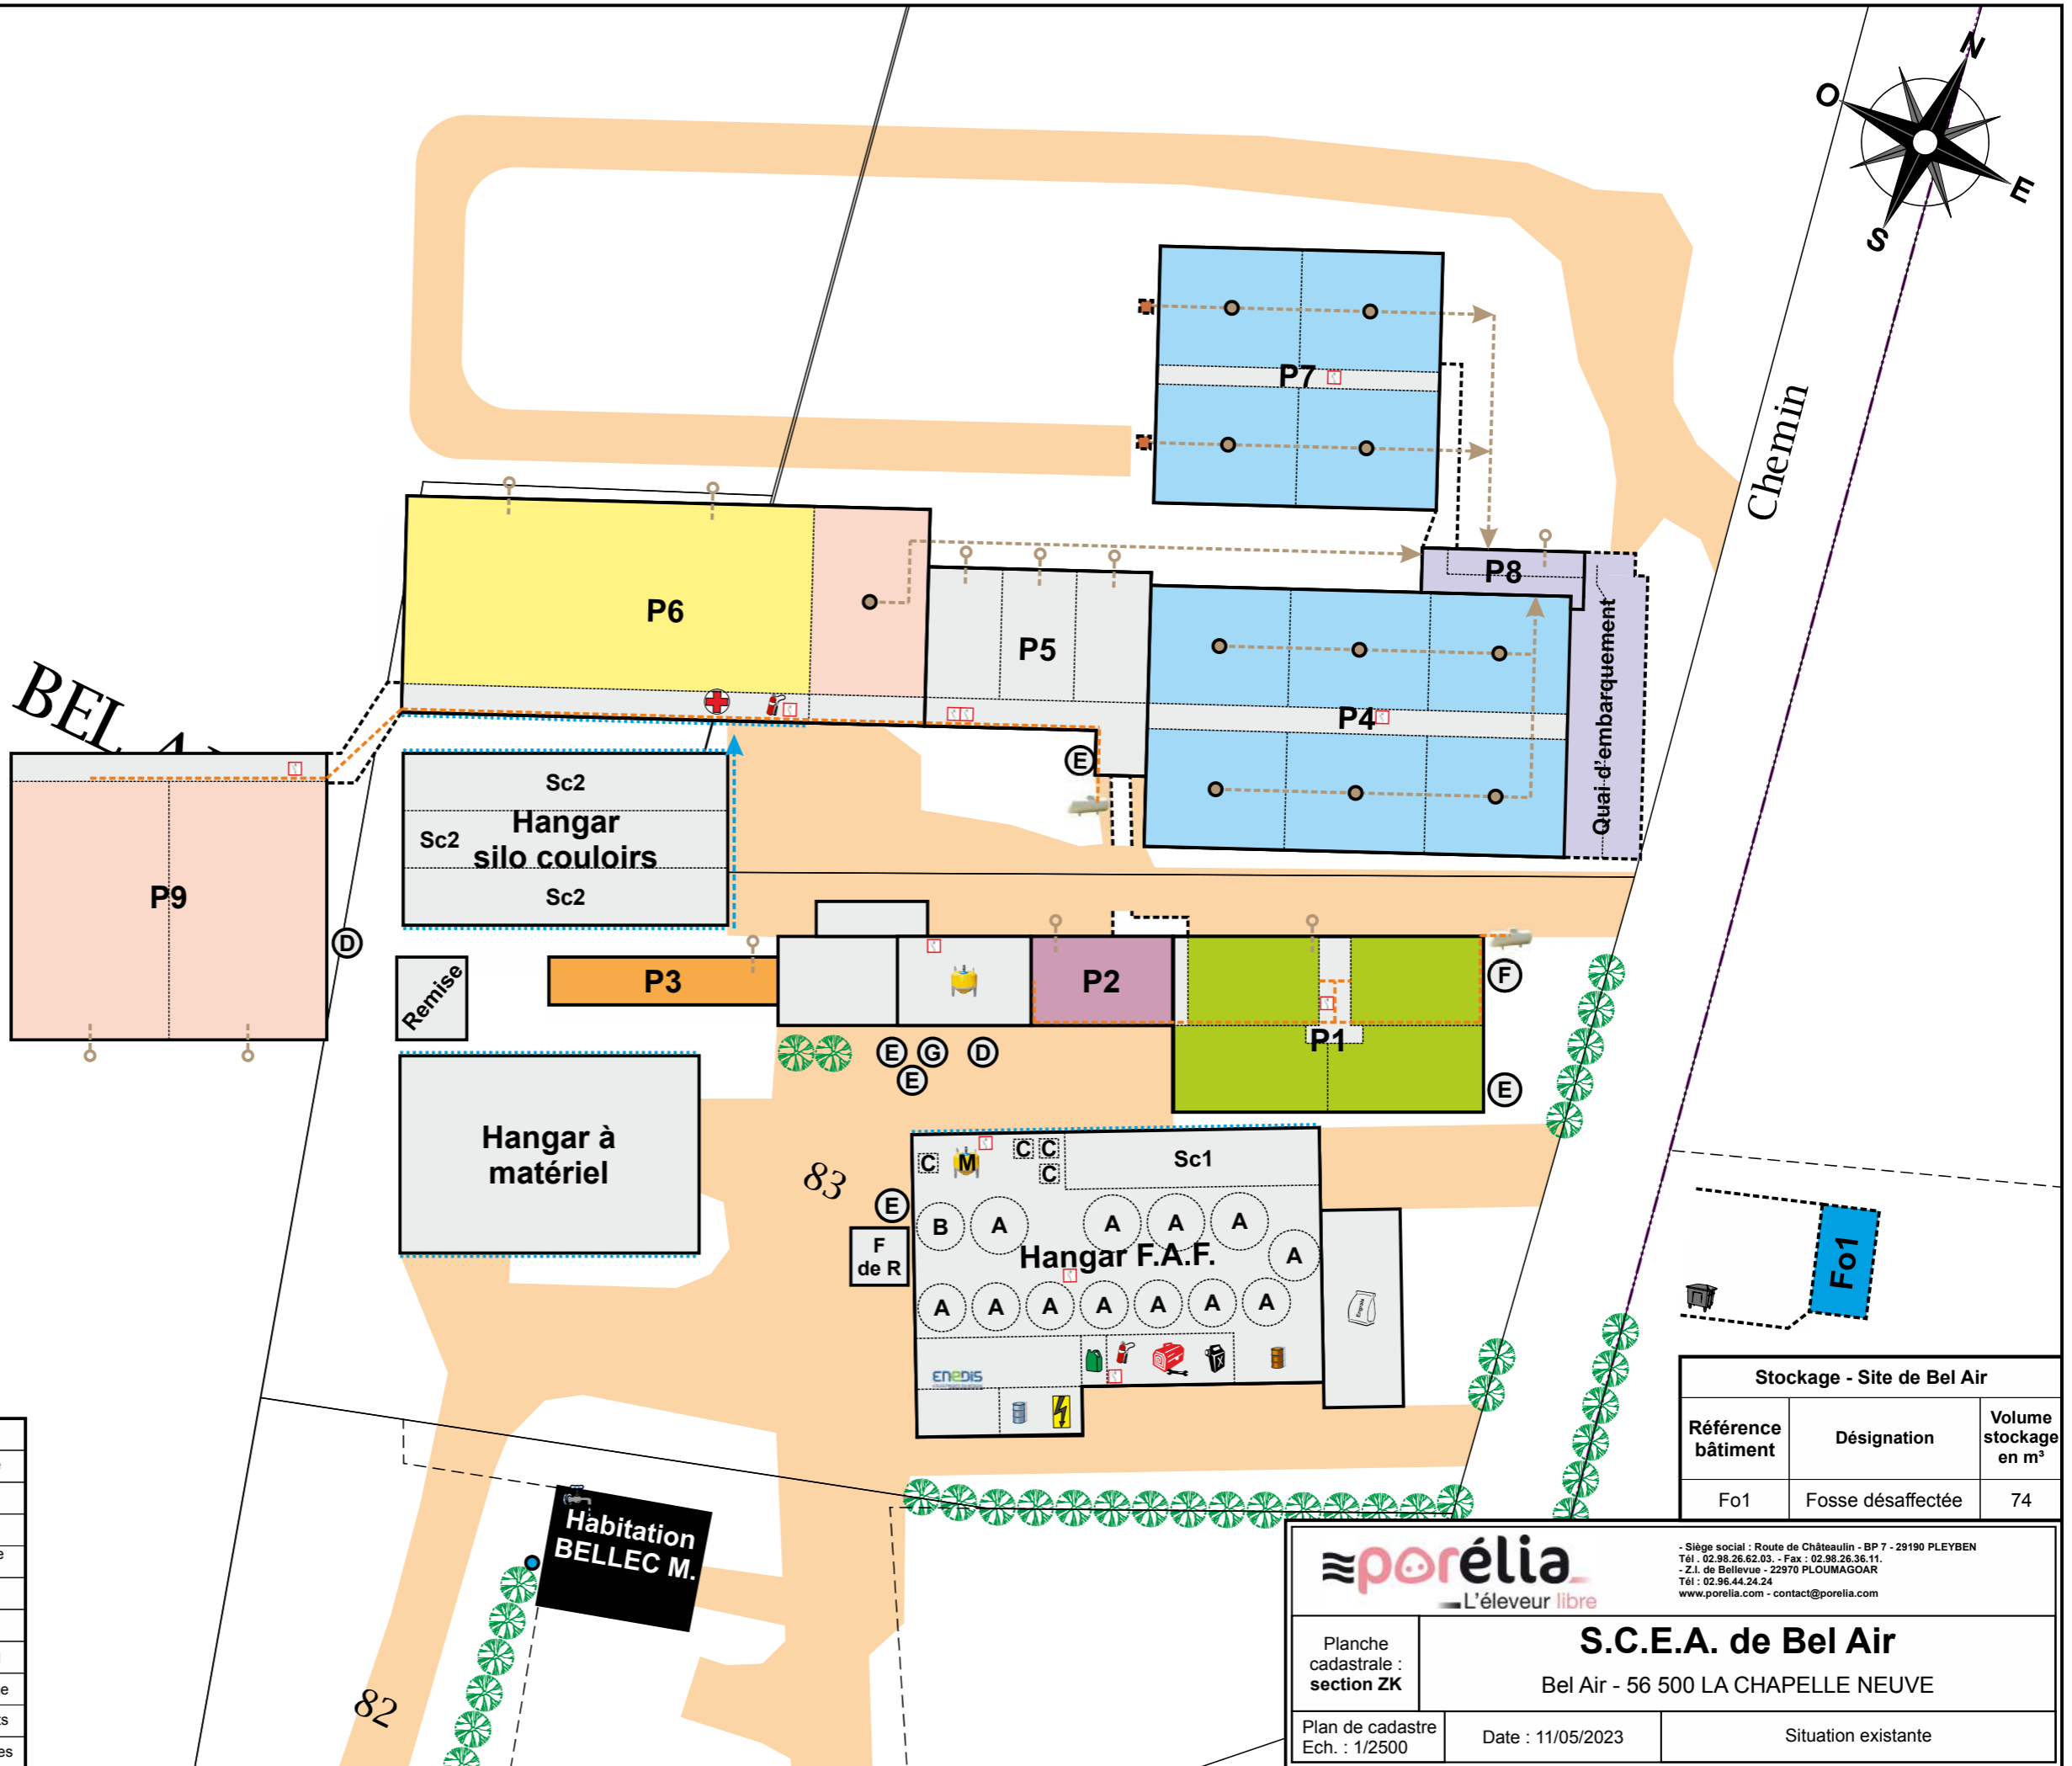 N
O
E
S
Chemin
P7
P8
P6
P5
P4
Quai d'embarquement
BEL
E
Sc2
Hangar
Sc2
silo couloirs
Sc2
P9
D
Remise
P3
P2
P1
F
E
G
D
E
E
Hangar à
matériel
83
C
M
C
C
C
Sc1
E
F
de R
B
A
A
A
A
A
Hangar F.A.F.
A
A
A
A
A
A
A
Engrais
ENEDIS
Fo1
Stockage - Site de Bel Air
Référence
bâtiment
Désignation
Volume
stockage
en m³
Fo1
Fosse désaffectée
74
Habitation
BELLEC M.
82
e
e
e
ts
es
porélia
L'éleveur libre
- Siège social : Route de Châteaulin - BP 7 - 29190 PLEYBEN
Tél . 02.98.26.62.03. - Fax : 02.98.26.36.11.
- Z.I. de Bellevue - 22970 PLOUMAGOAR
Tél : 02.96.44.24.24
www.porelia.com - contact@porelia.com
Planche
cadastrale :
section ZK
S.C.E.A. de Bel Air
Bel Air - 56 500 LA CHAPELLE NEUVE
Plan de cadastre
Ech. : 1/2500
Date : 11/05/2023
Situation existante